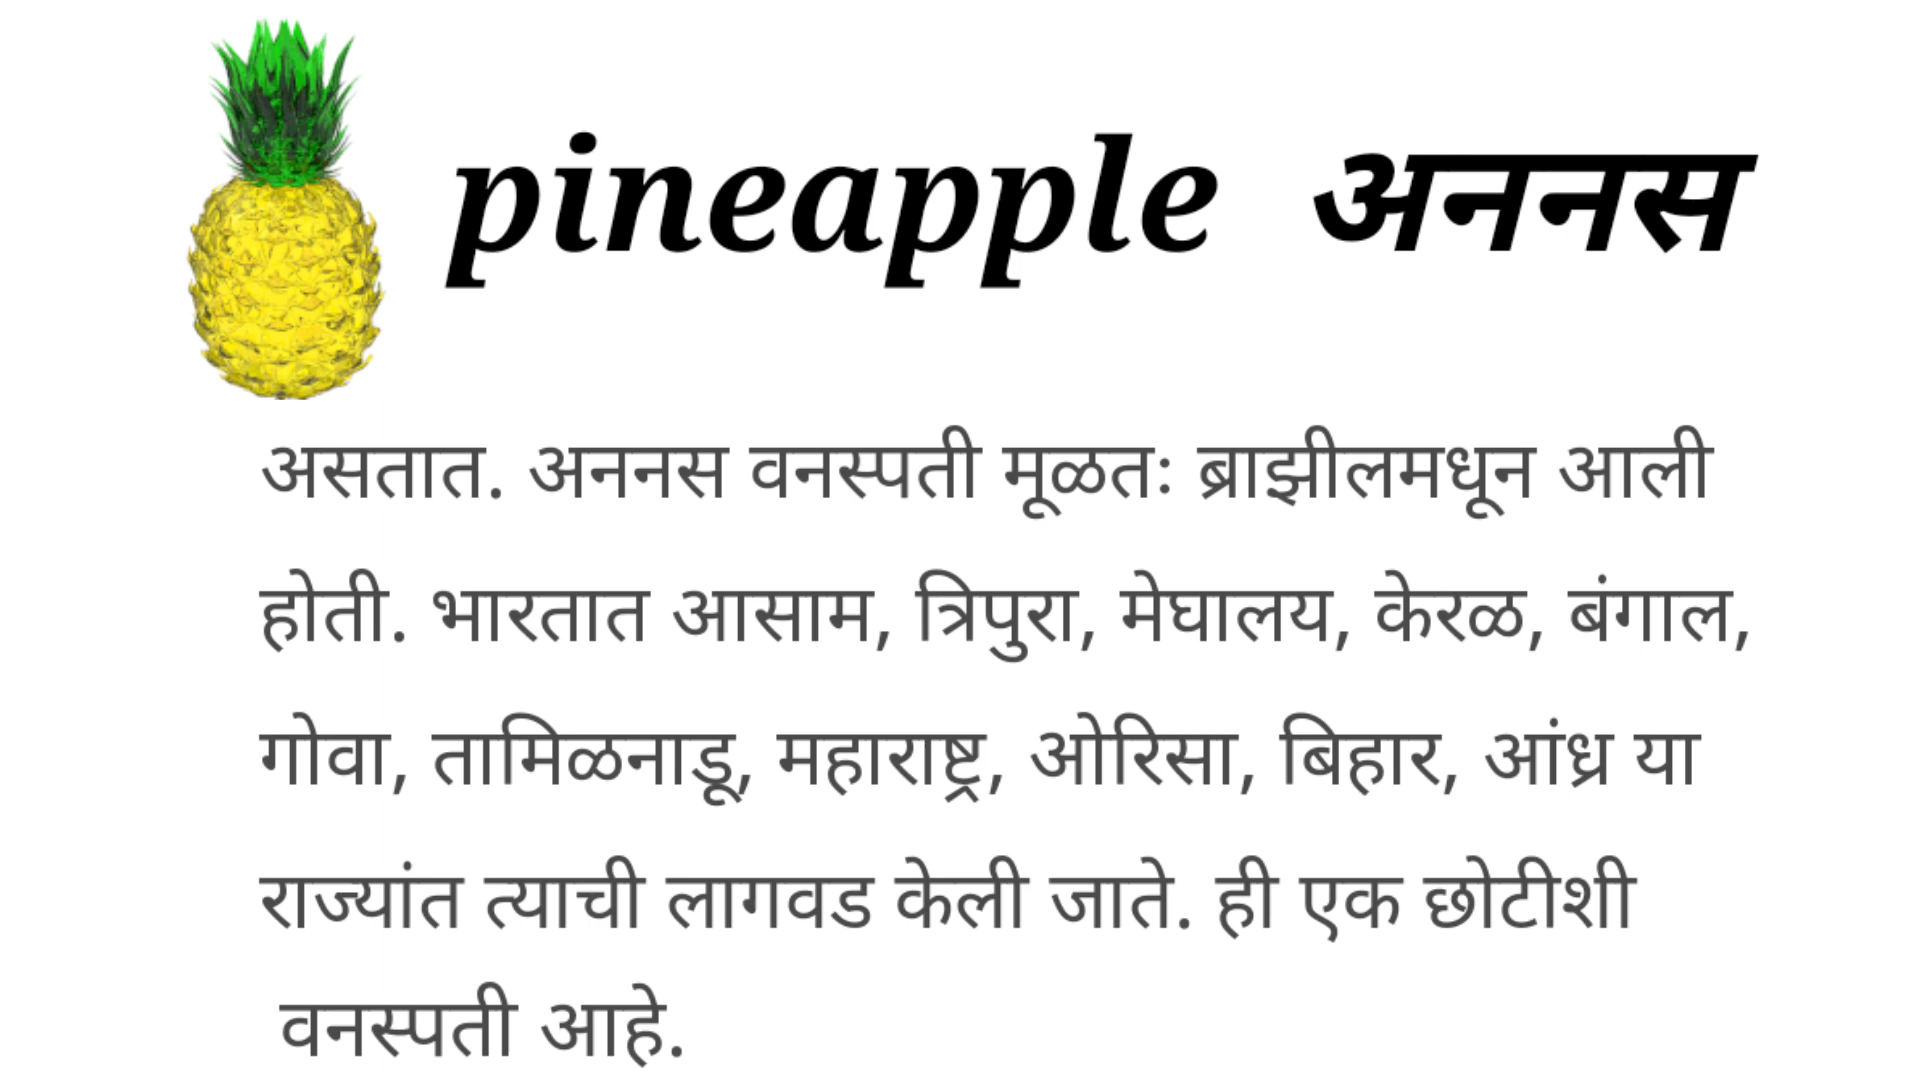 pineapple अननस
असतात. अननस वनस्पती मूळतः ब्राझीलमधून आली
होती. भारतात आसाम, त्रिपुरा, मेघालय, केरळ, बंगाल,
गोवा, तामिळनाडू, महाराष्ट्र, ओरिसा, बिहार, आंध्र या
राज्यांत त्याची लागवड केली जाते. ही एक छोटीशी
वनस्पती आहे.